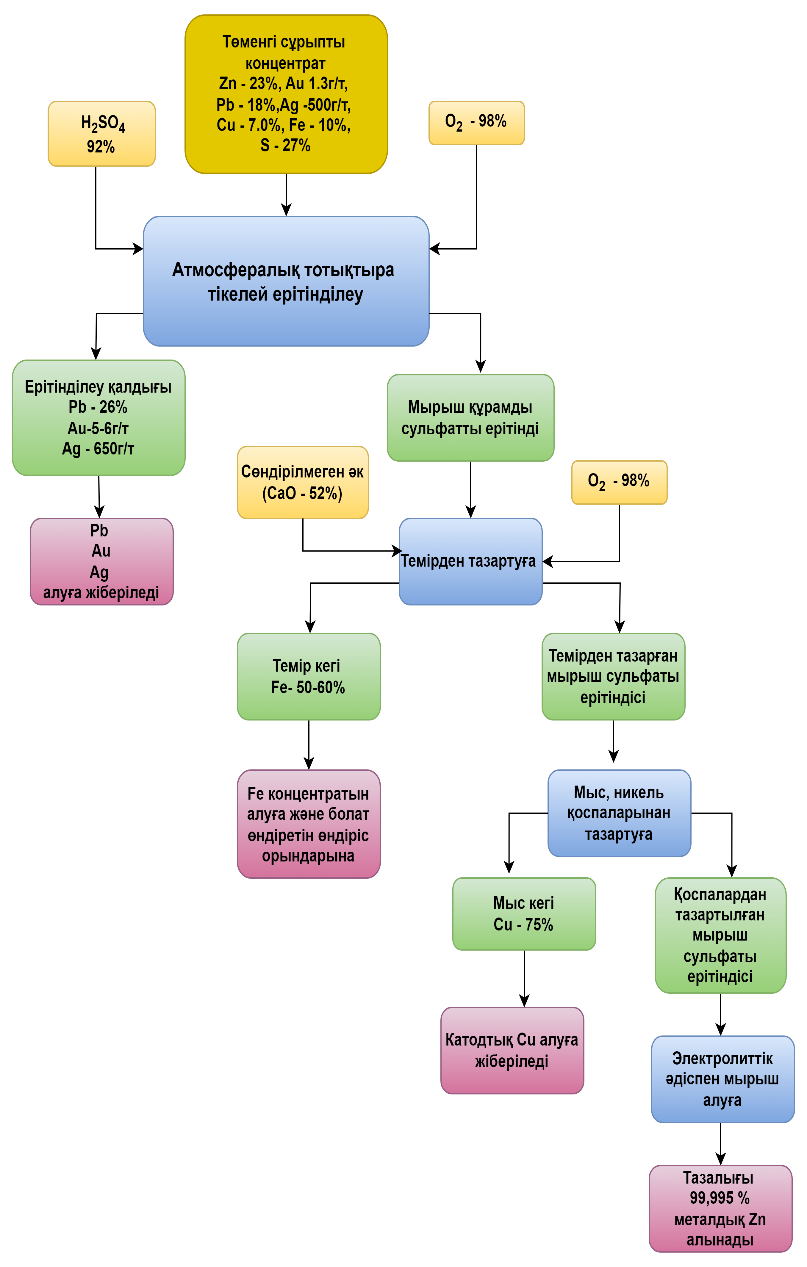 Төменгі сұрыпты
концентрат
Zn - 23%, Au 1.3г/т,
Pb - 18%,Ag -500г/т,
Cu - 7.0%, Fe - 10%,
S - 27%
H₂SO₄
92%
O₂ - 98%
Атмосфералық тотықтыра
тікелей ерітінділеу
Ерітінділеу қалдығы
Pb - 26%
Au-5-6г/т
Ag - 650г/т
Мырыш құрамды
сульфатты ерітінді
Сөндірілмеген әк
(CaO - 52%)
O₂ - 98%
Pb
Au
Ag
алуға жіберіледі
Темірден тазартуға
Темір кегі
Fe- 50-60%
Темірден тазарған
мырыш сульфаты
ерітіндісі
Fe концентратын
алуға және болат
өндіретін өндіріс
орындарына
Мыс, никель
қоспаларынан
тазартуға
Мыс кегі
Cu - 75%
Қоспалардан
тазартылған
мырыш
сульфаты
ерітіндісі
Катодтық Cu алуға
жіберіледі
Электролиттік
әдіспен мырыш
алуға
Тазалығы
99,995 %
металдық Zn
алынады